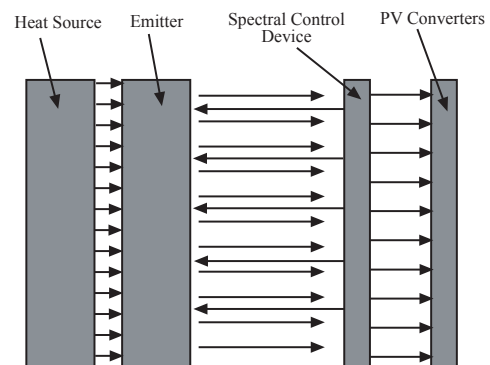 Heat Source
Emitter
Spectral Control
Device
PV Converters